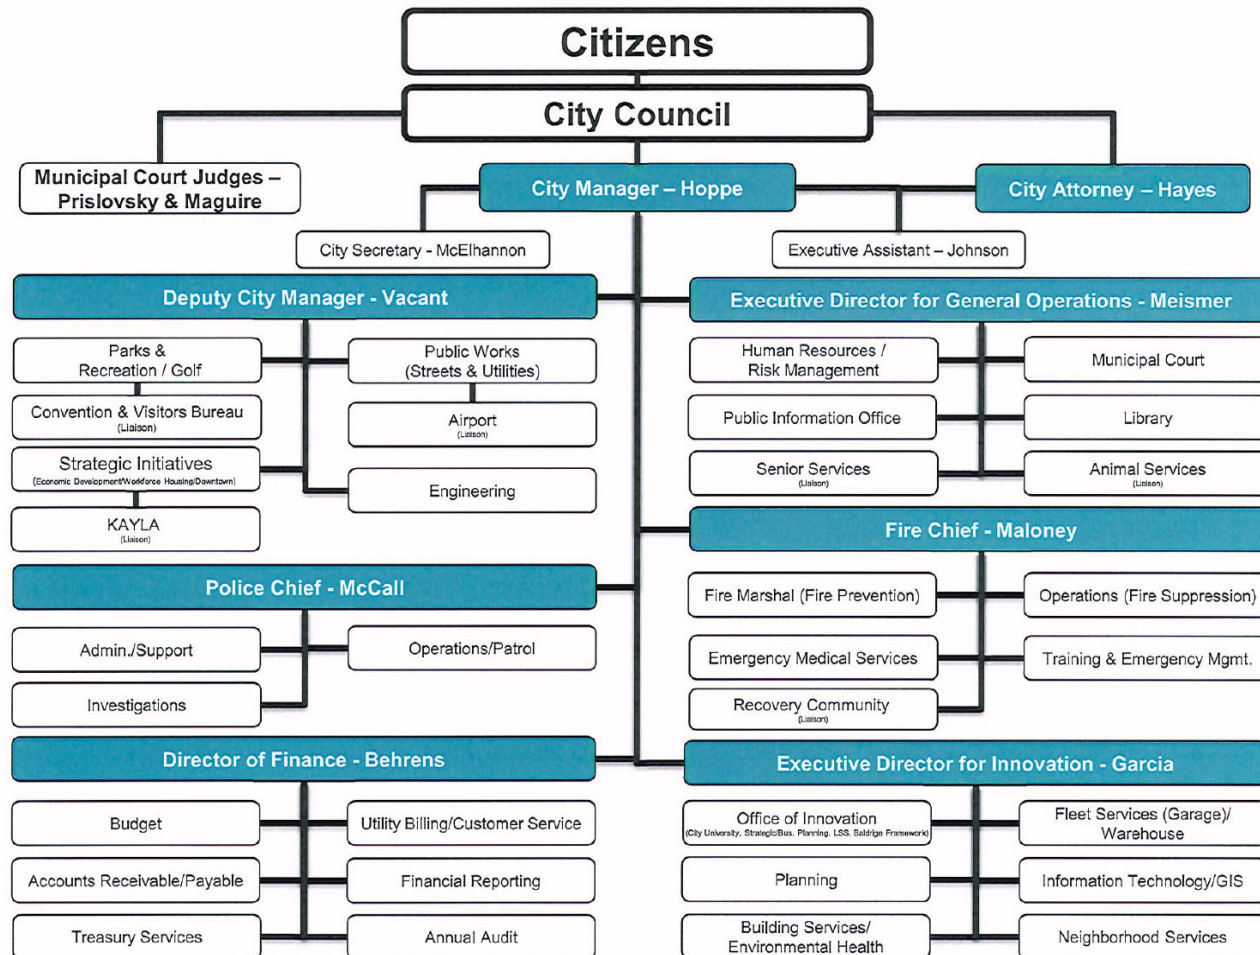 Citizens
City Council
Municipal Court Judges –
Prislovsky & Maguire
City Manager – Hoppe
City Attorney – Hayes
City Secretary - McElhannon
Executive Assistant – Johnson
Deputy City Manager - Vacant
Parks &
Recreation / Golf
Public Works
(Streets & Utilities)
Convention & Visitors Bureau
(Liaison)
Airport
(Liaison)
Strategic Initiatives
(Economic Development/Workforce Housing/Downtown)
Engineering
KAYLA
(Liaison)
Executive Director for General Operations - Meismer
Human Resources /
Risk Management
Municipal Court
Public Information Office
Library
Senior Services
(Liaison)
Animal Services
(Liaison)
Police Chief - McCall
Admin./Support
Operations/Patrol
Investigations
Fire Chief - Maloney
Fire Marshal (Fire Prevention)
Operations (Fire Suppression)
Emergency Medical Services
Training & Emergency Mgmt.
Recovery Community
(Liaison)
Director of Finance - Behrens
Budget
Utility Billing/Customer Service
Accounts Receivable/Payable
Financial Reporting
Treasury Services
Annual Audit
Executive Director for Innovation - Garcia
Office of Innovation
(City University, Strategic/Bus. Planning, LSS, Baldrige Framework)
Fleet Services (Garage)/
Warehouse
Planning
Information Technology/GIS
Building Services/
Environmental Health
Neighborhood Services